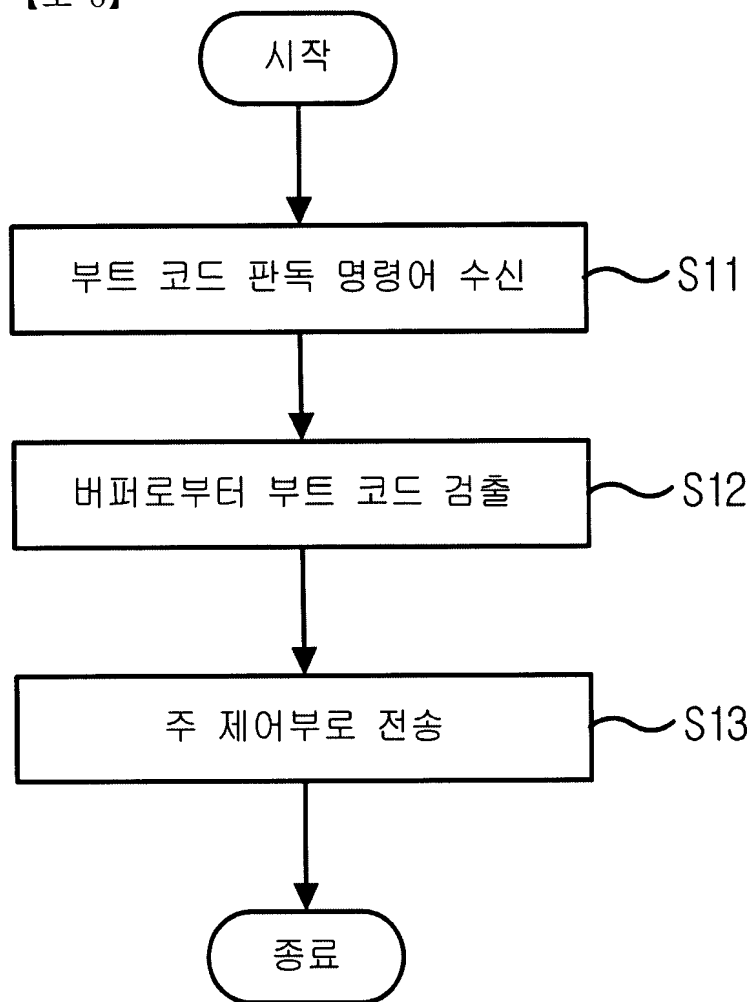 시작
부트 코드 판독 명령어 수신
S11
버퍼로부터 부트 코드 검출
S12
주 제어부로 전송
S13
종료